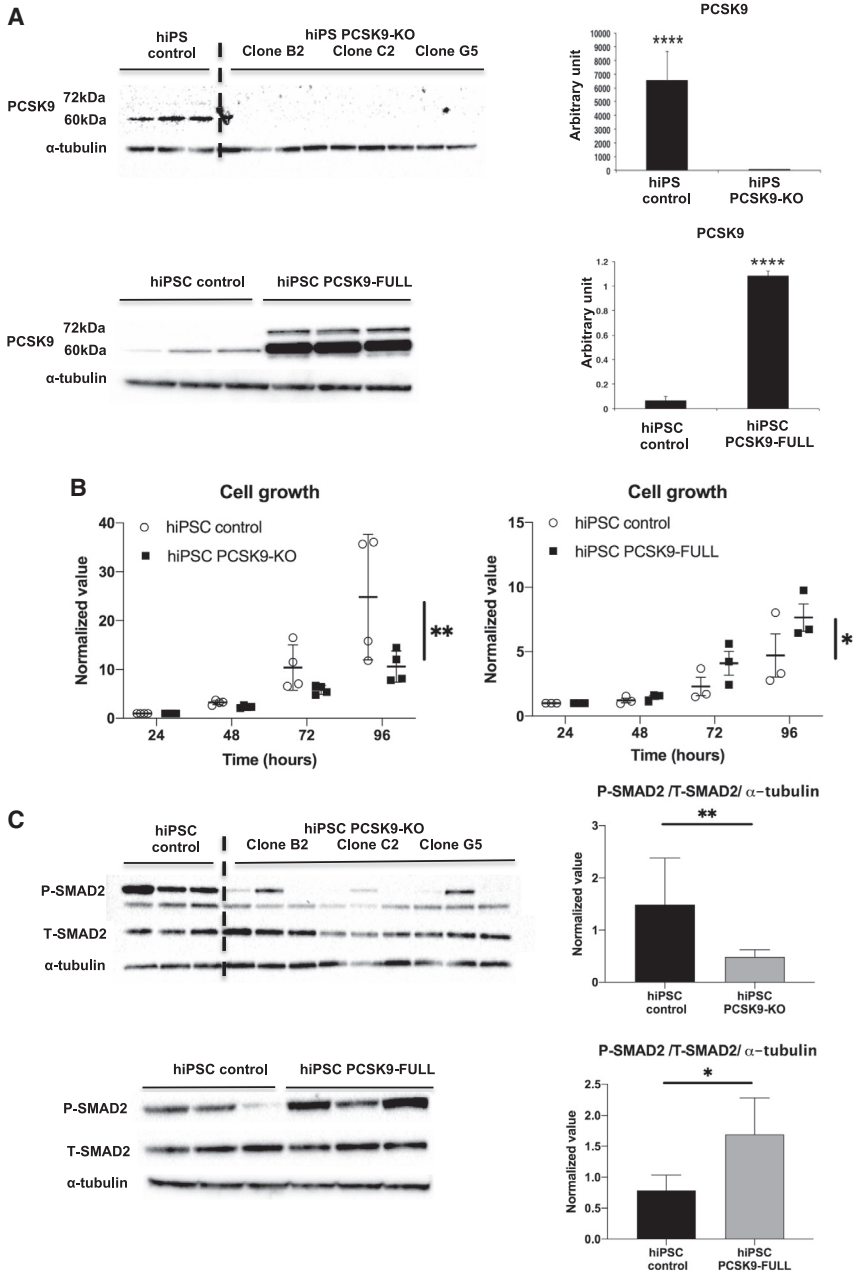 A
hiPS control
hiPS PCSK9-KO
Clone B2 Clone C2 Clone G5
PCSK9
72kDa
60kDa
α-tubulin
PCSK9
Arbitrary unit
10000
9000
8000
7000
6000
5000
4000
3000
2000
1000
0
****
hiPS control
hiPS PCSK9-KO
hiPSC control hiPSC PCSK9-FULL
PCSK9
72kDa
60kDa
α-tubulin
PCSK9
Arbitrary unit
1.2
1
0.8
0.6
0.4
0.2
0
****
hiPSC control
hiPSC PCSK9-FULL
B
Cell growth
Normalized value
40
30
20
10
0
hiPSC control
hiPSC PCSK9-KO
**
24 48 72 96
Time (hours)
Cell growth
Normalized value
15
10
5
0
hiPSC control
hiPSC PCSK9-FULL
*
24 48 72 96
Time (hours)
C
hiPSC control
hiPSC PCSK9-KO
Clone B2 Clone C2 Clone G5
P-SMAD2
T-SMAD2
α-tubulin
P-SMAD2 /T-SMAD2/ α-tubulin
Normalized value
3
2
1
0
**
hiPSC control
hiPSC PCSK9-KO
hiPSC control hiPSC PCSK9-FULL
P-SMAD2
T-SMAD2
α-tubulin
P-SMAD2 /T-SMAD2/ α-tubulin
Normalized value
2.5
2.0
1.5
1.0
0.5
0.0
*
hiPSC control
hiPSC PCSK9-FULL